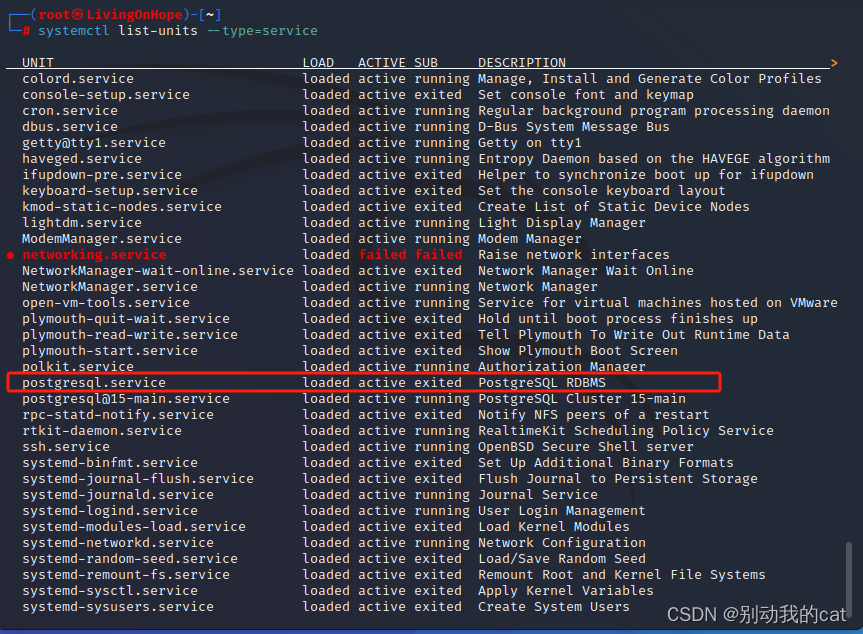 ┌──(root㉿LivingOnHope)-[~]
└─# systemctl list-units --type=service
UNIT LOAD ACTIVE SUB DESCRIPTION >
colord.service loaded active running Manage, Install and Generate Color Profiles
console-setup.service loaded active exited Set console font and keymap
cron.service loaded active running Regular background program processing daemon
dbus.service loaded active running D-Bus System Message Bus
getty@tty1.service loaded active running Getty on tty1
haveged.service loaded active running Entropy Daemon based on the HAVEGE algorithm
ifupdown-pre.service loaded active exited Helper to synchronize boot up for ifupdown
keyboard-setup.service loaded active exited Set the console keyboard layout
kmod-static-nodes.service loaded active exited Create List of Static Device Nodes
lightdm.service loaded active running Light Display Manager
ModemManager.service loaded active running Modem Manager
● networking.service loaded failed failed Raise network interfaces
NetworkManager-wait-online.service loaded active exited Network Manager Wait Online
NetworkManager.service loaded active running Network Manager
open-vm-tools.service loaded active running Service for virtual machines hosted on VMware
plymouth-quit-wait.service loaded active exited Hold until boot process finishes up
plymouth-read-write.service loaded active exited Tell Plymouth To Write Out Runtime Data
plymouth-start.service loaded active exited Show Plymouth Boot Screen
polkit.service loaded active running Authorization Manager
postgresql.service loaded active exited PostgreSQL RDBMS
postgresql@15-main.service loaded active running PostgreSQL Cluster 15-main
rpc-statd-notify.service loaded active exited Notify NFS peers of a restart
rtkit-daemon.service loaded active running RealtimeKit Scheduling Policy Service
ssh.service loaded active running OpenBSD Secure Shell server
systemd-binfmt.service loaded active exited Set Up Additional Binary Formats
systemd-journal-flush.service loaded active exited Flush Journal to Persistent Storage
systemd-journald.service loaded active running Journal Service
systemd-logind.service loaded active running User Login Management
systemd-modules-load.service loaded active exited Load Kernel Modules
systemd-networkd.service loaded active running Network Configuration
systemd-random-seed.service loaded active exited Load/Save Random Seed
systemd-remount-fs.service loaded active exited Remount Root and Kernel File Systems
systemd-sysctl.service loaded active exited Apply Kernel Variables
systemd-sysusers.service loaded active exited Create System Users
CSDN @别动我的cat